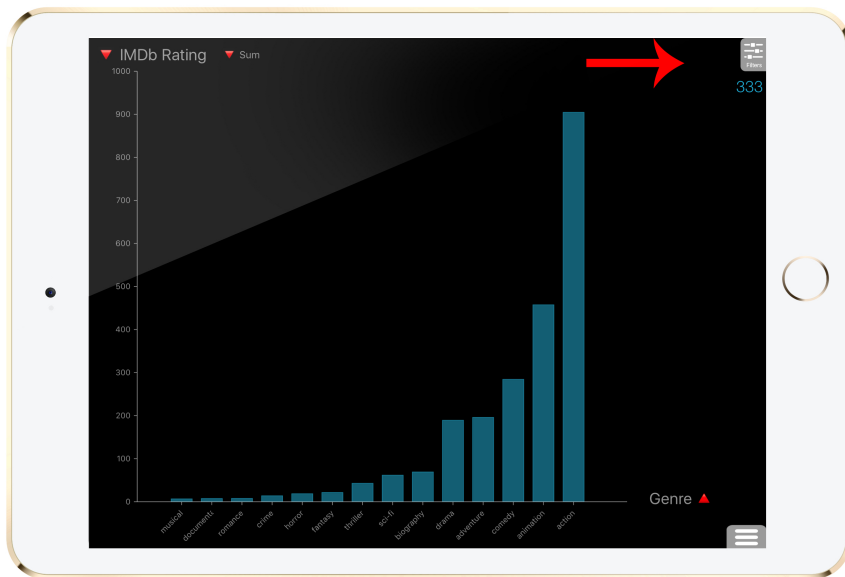 IMDb Rating Sum
Filters
333
1000
900
800
700
600
500
400
300
200
100
0
musical
documenti
romance
crime
horror
fantasy
thriller
sci-fi
biography
drama
adventure
comedy
animation
action
Genre